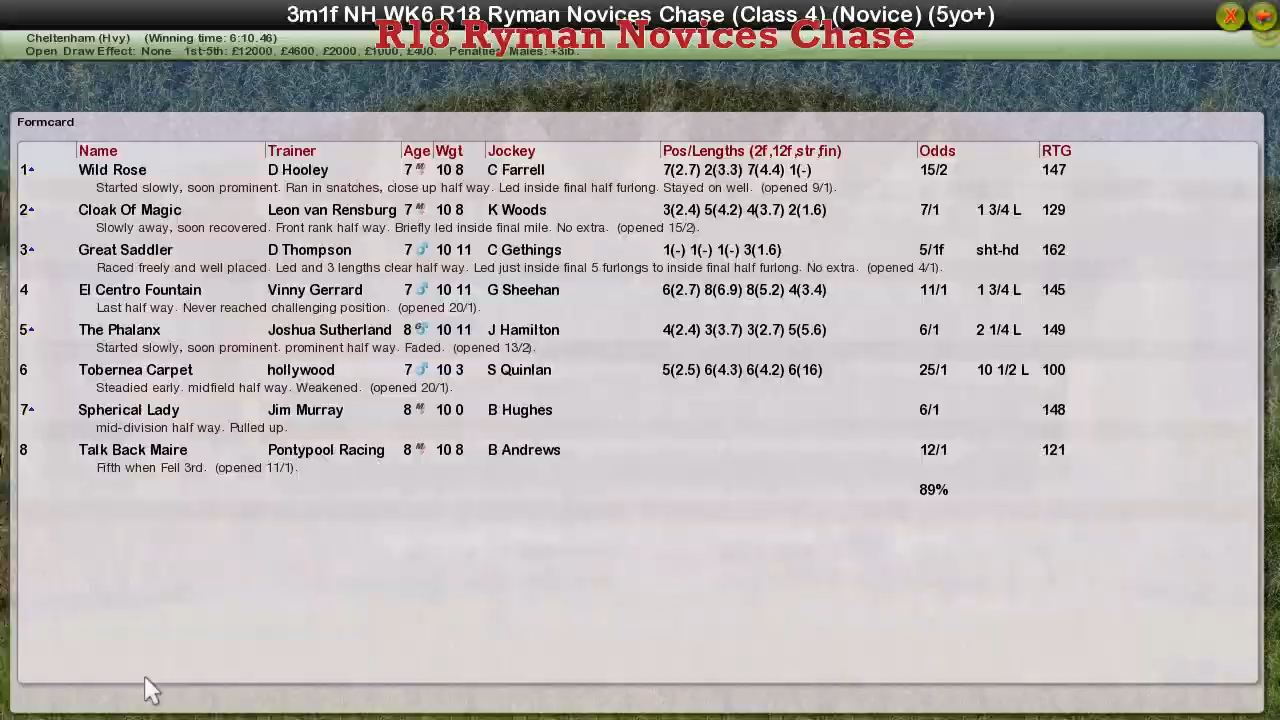 3m1f NH WK6 R18 Ryman Novices Chase (Class 4) (Novice) (5yo+)
R18 Ryman Novices Chase
Cheltenham (Hvy) (Winning time: 6:10.46)
Open Draw Effect: None 1st-5th: £12000, £4600, £2000, £1000, £400. Penalties: Males: +3lb.
Formcard
Name Trainer Age Wgt Jockey Pos/Lengths (2f,12f,str,fin) Odds RTG
1 Wild Rose D Hooley 7 10 8 C Farrell 7(2.7) 2(3.3) 7(4.4) 1(-) 15/2 147
Started slowly, soon prominent. Ran in snatches, close up half way. Led inside final half furlong. Stayed on well. (opened 9/1).
2 Cloak Of Magic Leon van Rensburg 7 10 8 K Woods 3(2.4) 5(4.2) 4(3.7) 2(1.6) 7/1 1 3/4 L 129
Slowly away, soon recovered. Front rank half way. Briefly led inside final mile. No extra. (opened 15/2).
3 Great Saddler D Thompson 7 10 11 C Gethings 1(-) 1(-) 1(-) 3(1.6) 5/1f sht-hd 162
Raced freely and well placed. Led and 3 lengths clear half way. Led just inside final 5 furlongs to inside final half furlong. No extra. (opened 4/1).
4 El Centro Fountain Vinny Gerrard 7 10 11 G Sheehan 6(2.7) 8(6.9) 8(5.2) 4(3.4) 11/1 1 3/4 L 145
Last half way. Never reached challenging position. (opened 20/1).
5 The Phalanx Joshua Sutherland 8 10 11 J Hamilton 4(2.4) 3(3.7) 3(2.7) 5(5.6) 6/1 2 1/4 L 149
Started slowly, soon prominent. prominent half way. Faded. (opened 13/2).
6 Tobernea Carpet hollywood 7 10 3 S Quinlan 5(2.5) 6(4.3) 6(4.2) 6(16) 25/1 10 1/2 L 100
Steadied early. midfield half way. Weakened. (opened 20/1).
7 Spherical Lady Jim Murray 8 10 0 B Hughes 6/1 148
mid-division half way. Pulled up.
8 Talk Back Maire Pontypool Racing 8 10 8 B Andrews 12/1 121
Fifth when Fell 3rd. (opened 11/1).
89%